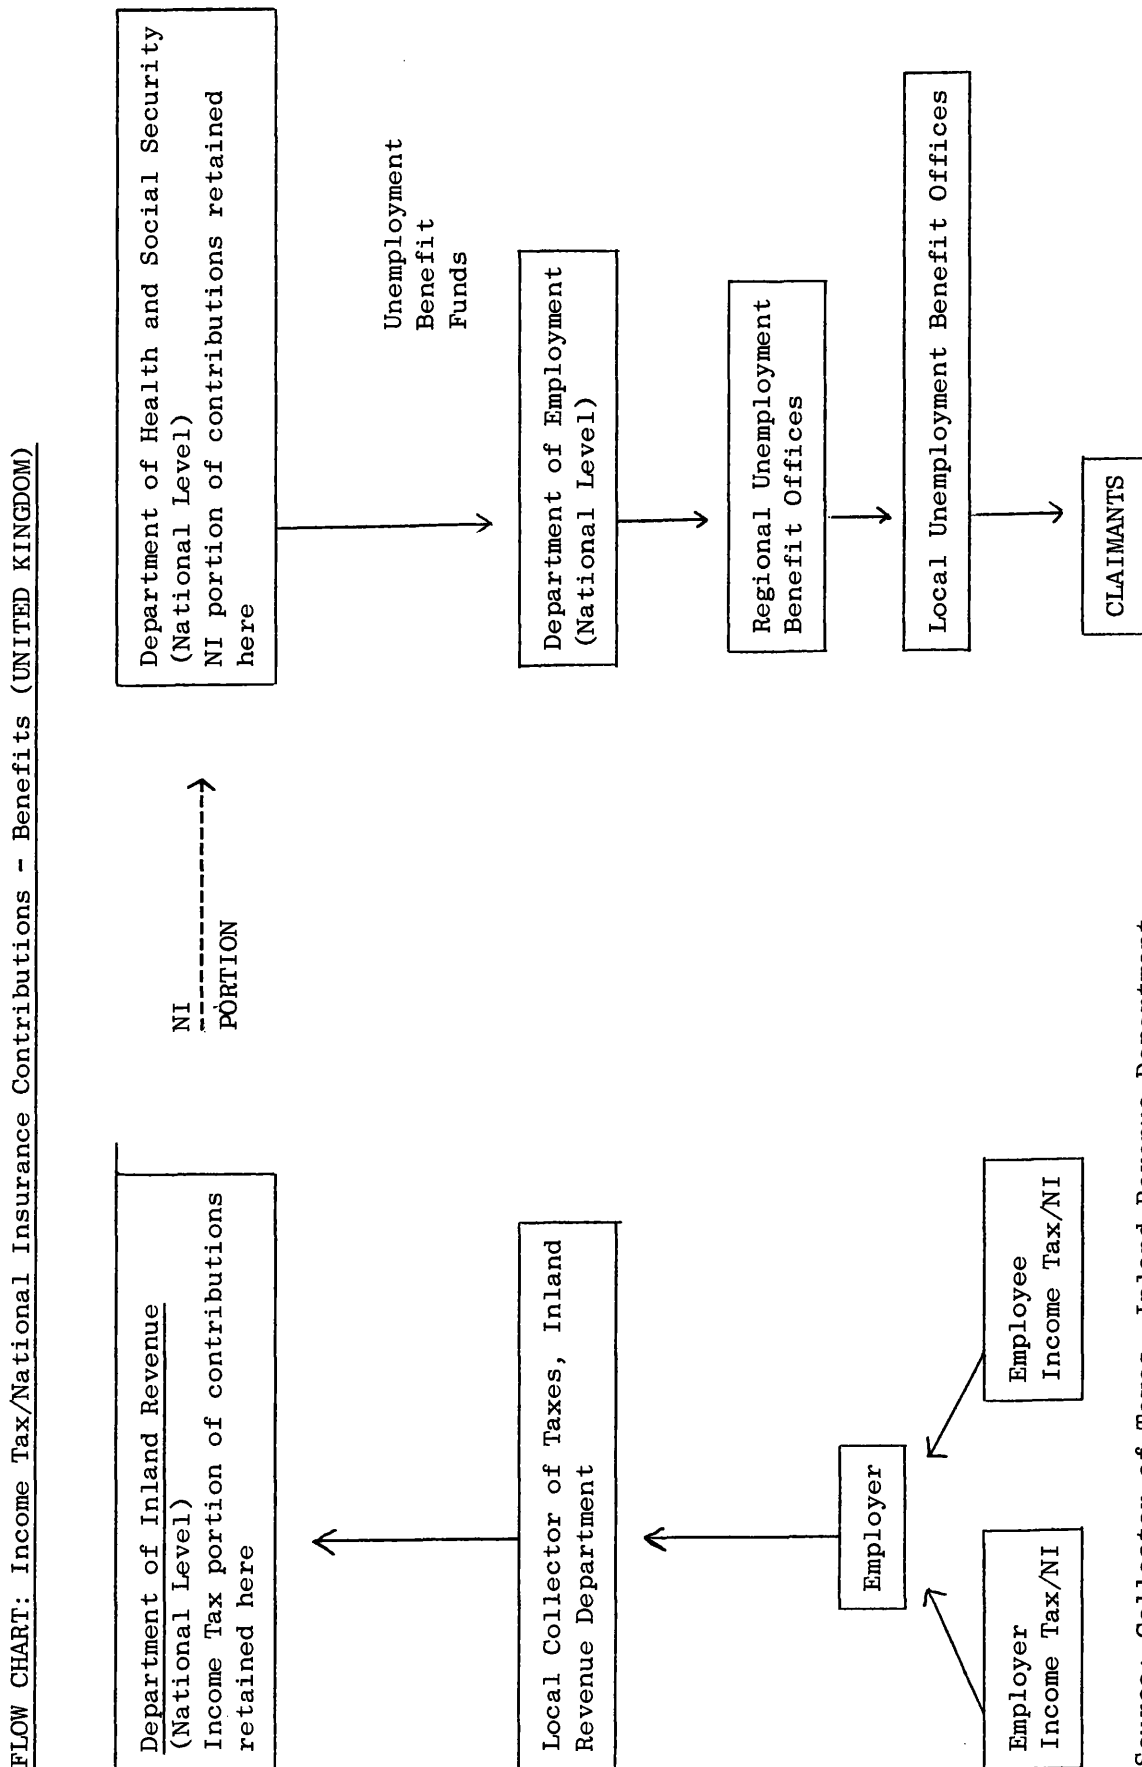 FLOW CHART: Income Tax/National Insurance Contributions - Benefits (UNITED KINGDOM)
Department of Inland Revenue
(National Level)
Income Tax portion of contributions
retained here
NI
PORTION
Department of Health and Social Security
(National Level)
NI portion of contributions retained
here
Unemployment
Benefit
Funds
Local Collector of Taxes, Inland
Revenue Department
Department of Employment
(National Level)
Regional Unemployment
Benefit Offices
Employer
Local Unemployment Benefit Offices
Employer
Income Tax/NI
Employee
Income Tax/NI
CLAIMANTS
Source: Collector of Taxes, Inland Revenue Department